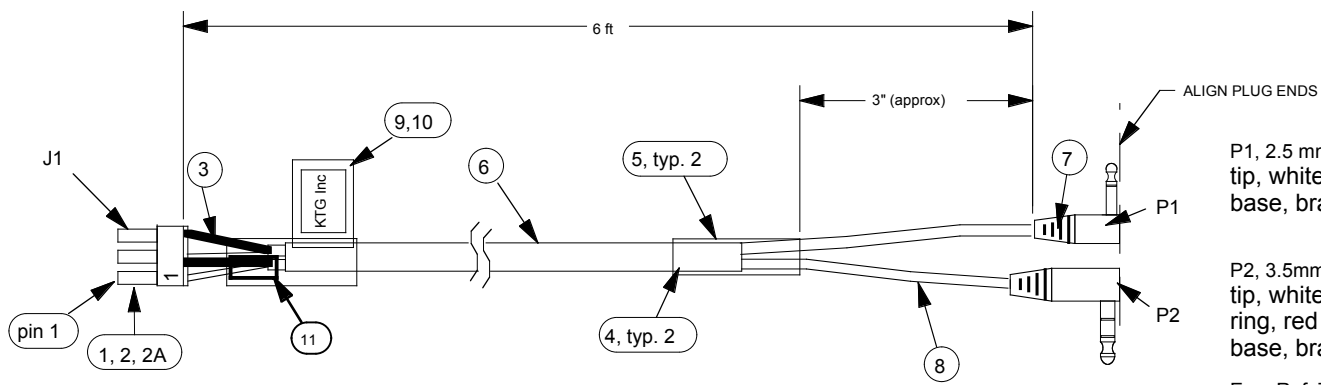 6 ft
3" (approx)
ALIGN PLUG ENDS
9,10
J1
3
KTG Inc
6
5, typ. 2
7
P1, 2.5 mm
tip, white
base, bra
P1
1
P2, 3.5mm
tip, white
ring, red
base, bra
P2
pin 1
1, 2, 2A
11
4, typ. 2
8